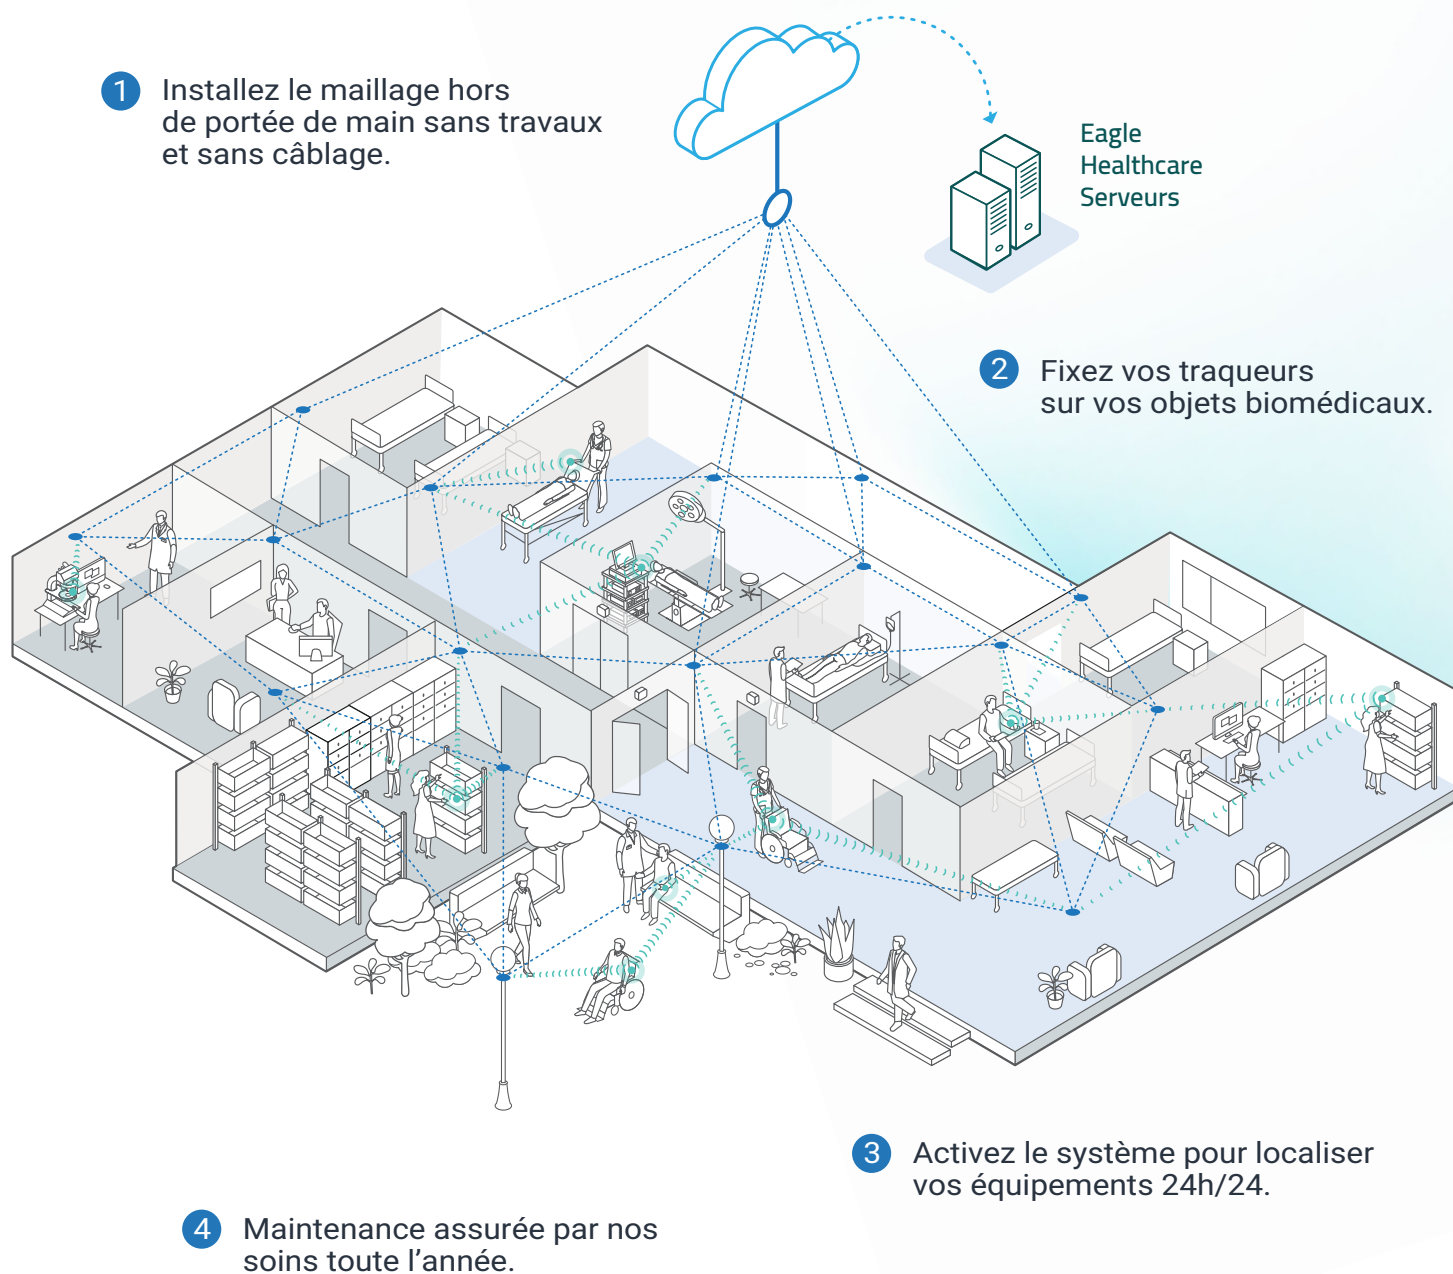 1 Installez le maillage hors
de portée de main sans travaux
et sans câblage.
Eagle
Healthcare
Serveurs
2 Fixez vos traqueurs
sur vos objets biomédicaux.
3 Activez le système pour localiser
vos équipements 24h/24.
4 Maintenance assurée par nos
soins toute l’année.